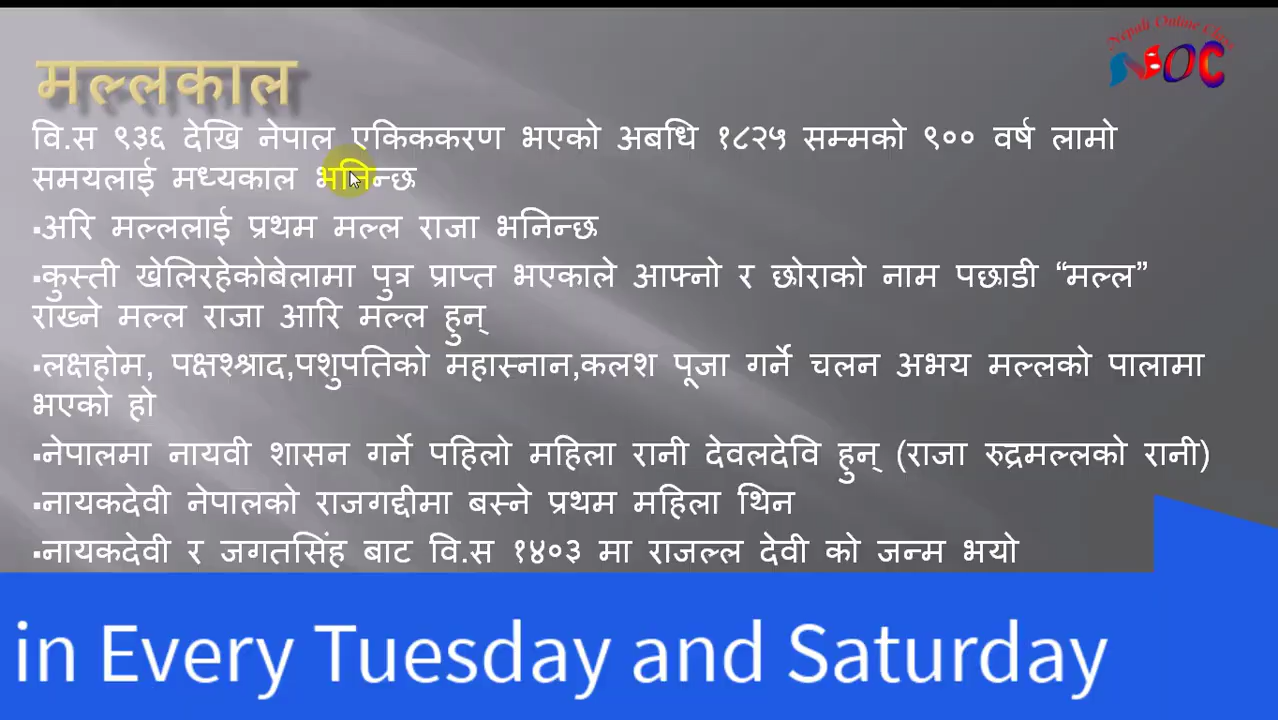 Nepali Online Class
NOC
मल्लकाल
वि.स ९३६ देखि नेपाल एकिककरण भएको अबधि १८२५ सम्मको ९०० वर्ष लामो
समयलाई मध्यकाल भनिन्छ
▪अरि मल्ललाई प्रथम मल्ल राजा भनिन्छ
▪कुस्ती खेलिरहेकोबेलामा पुत्र प्राप्त भएकाले आफ्नो र छोराको नाम पछाडी “मल्ल”
राख्ने मल्ल राजा आरि मल्ल हुन्
▪लक्षहोम, पक्षश्श्राद,पशुपतिको महास्नान,कलश पूजा गर्ने चलन अभय मल्लको पालामा
भएको हो
▪नेपालमा नायवी शासन गर्ने पहिलो महिला रानी देवलदेवि हुन् (राजा रुद्रमल्लको रानी)
▪नायकदेवी नेपालको राजगद्दीमा बस्ने प्रथम महिला थिन
▪नायकदेवी र जगतसिंह बाट वि.स १४०३ मा राजल्ल देवी को जन्म भयो
in Every Tuesday and Saturday